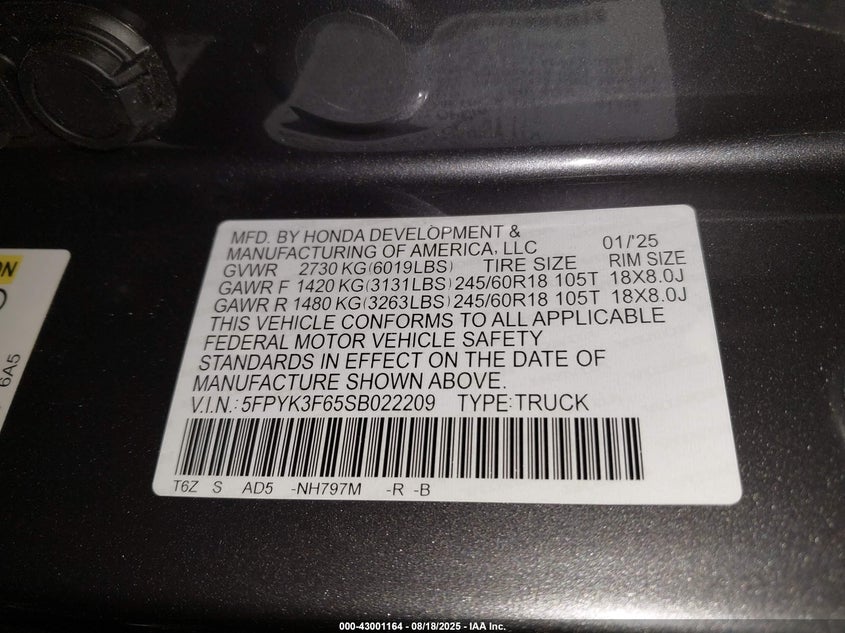 MFD. BY HONDA DEVELOPMENT &
MANUFACTURING OF AMERICA, LLC 01/'25
GVWR 2730 KG(6019LBS) TIRE SIZE RIM SIZE
GAWR F 1420 KG(3131LBS) 245/60R18 105T 18X8.0J
GAWR R 1480 KG(3263LBS) 245/60R18 105T 18X8.0J
THIS VEHICLE CONFORMS TO ALL APPLICABLE
FEDERAL MOTOR VEHICLE SAFETY
STANDARDS IN EFFECT ON THE DATE OF
MANUFACTURE SHOWN ABOVE.
V.I.N.: 5FPYK3F65SB022209 TYPE:TRUCK
T6Z S AD5 -NH797M -R -B
6A5
000-43001164 - 08/18/2025 - IAA Inc.